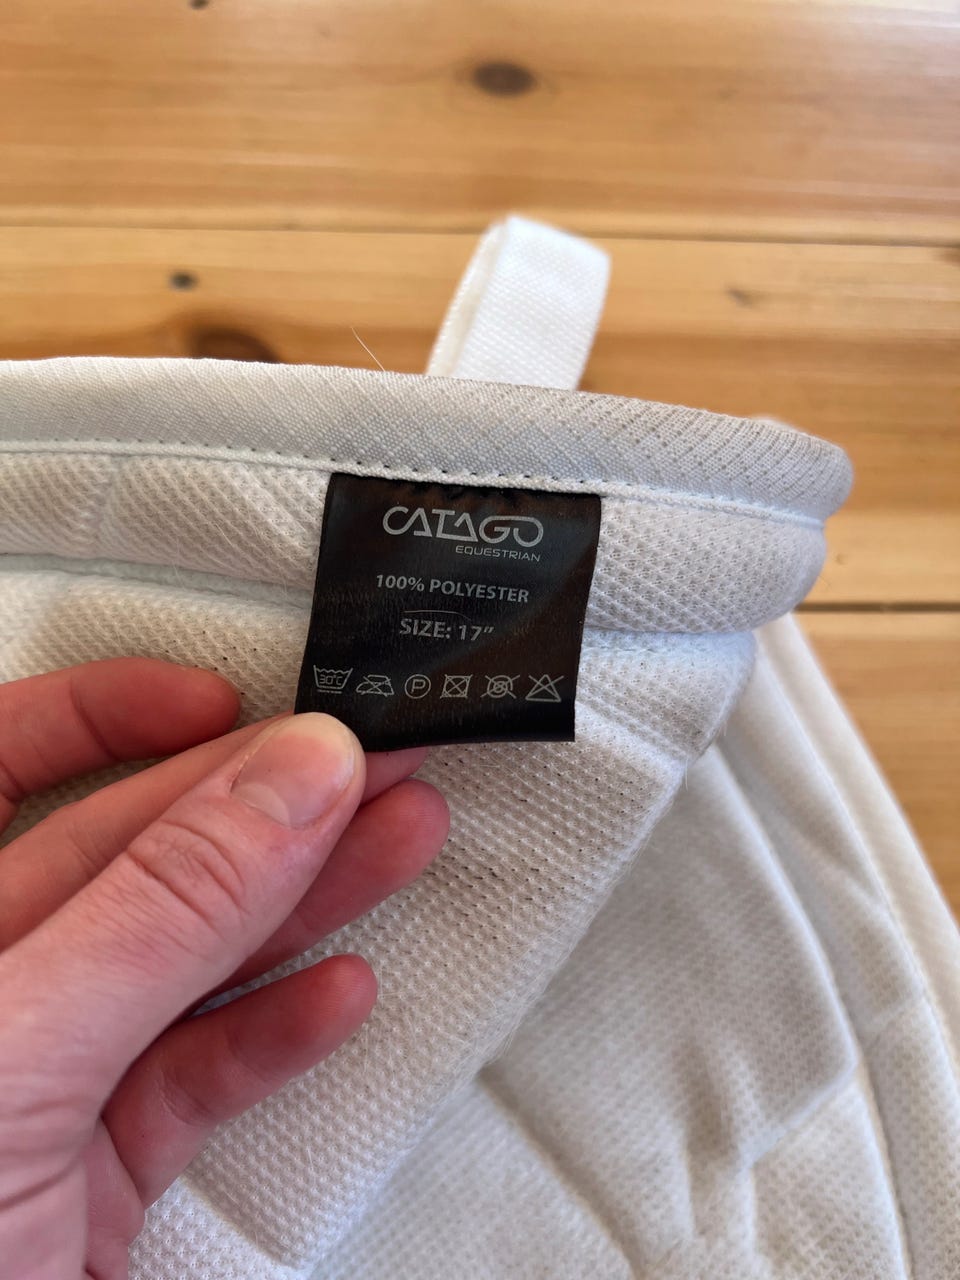 CATAGO
EQUESTRIAN
100% POLYESTER
SIZE: 17"
30°C P